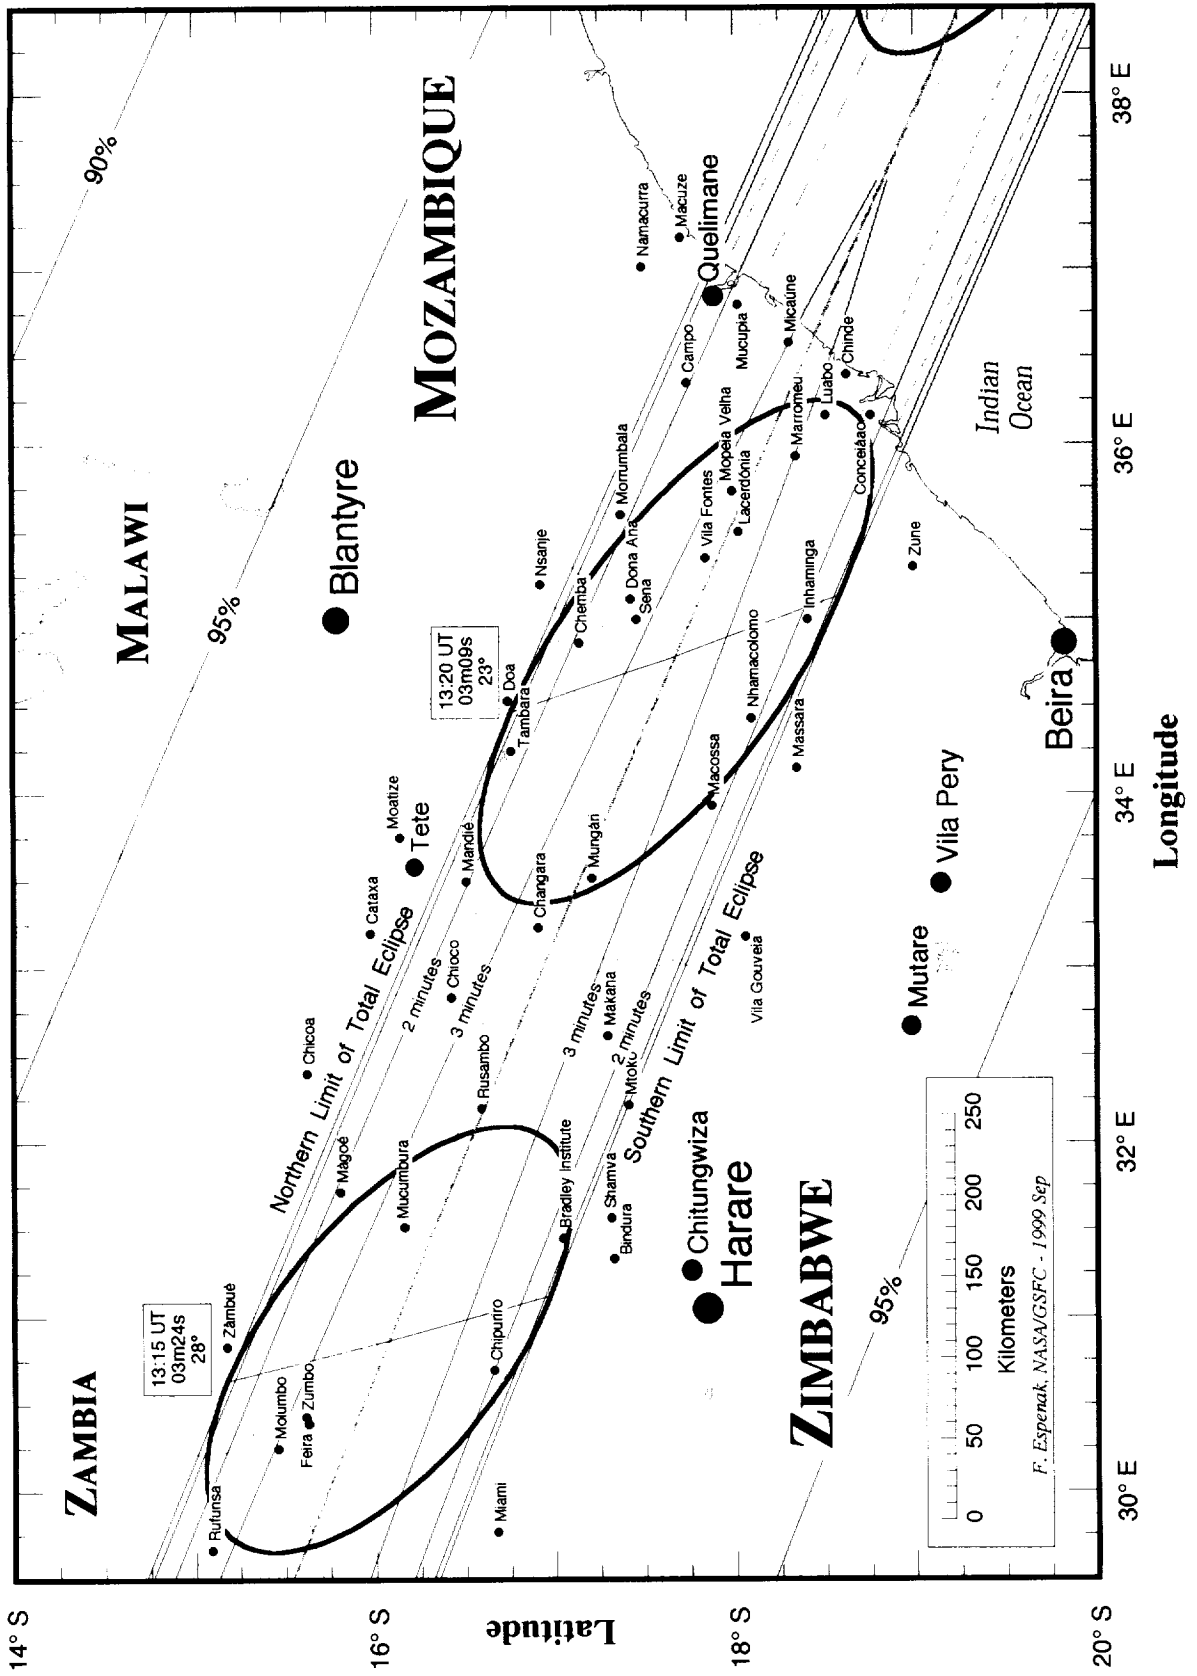 ZAMBIA
MALAWI
MOZAMBIQUE
ZIMBABWE
90%
95%
95%
13:15 UT
03m24s
28°
13:20 UT
03m09s
23°
Northern Limit of Total Eclipse
2 minutes
3 minutes
3 minutes
2 minutes
Southern Limit of Total Eclipse
Rufunsa
Molumbo
Feira
Zumbo
Zambue
Miami
Chipuriro
Magoé
Mucumbura
Bradley Institute
Bindura
Shamva
Chitungwiza
Harare
Chicoa
Rusambo
Mtoko
Makana
Chioco
Cataxa
Moatize
Tete
Mandié
Changara
Mungári
Vila Gouveia
Mutare
Vila Pery
Macossa
Massara
Tambara
Doa
Nhamacolomo
Blantyre
Nsanje
Chemba
Sena
Dona Ana
Morrumbala
Inhaminga
Vila Fontes
Lacerdónia
Mopeia Velha
Zune
Beira
Marromeu
Conceiáao
Luabo
Chinde
Campo
Micaúne
Mucupia
Quelimane
Namacurra
Macuze
Indian
Ocean
0 50 100 150 200 250
Kilometers
F. Espenak, NASA/GSFC - 1999 Sep
14° S
16° S
18° S
20° S
Latitude
30° E
32° E
34° E
36° E
38° E
Longitude